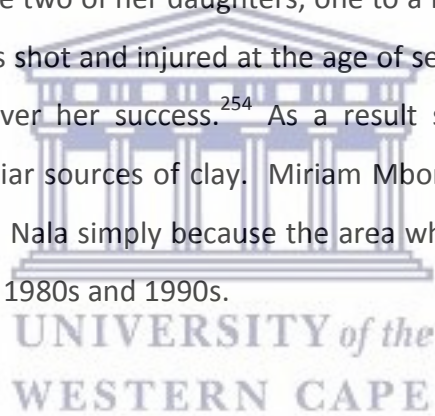 e two of her daughters, one to a
s shot and injured at the age of se
ver her success.254 As a result s
iar sources of clay. Miriam Mbor
Nala simply because the area wh
1980s and 1990s.
UNIVERSITY of the
WESTERN CAPE